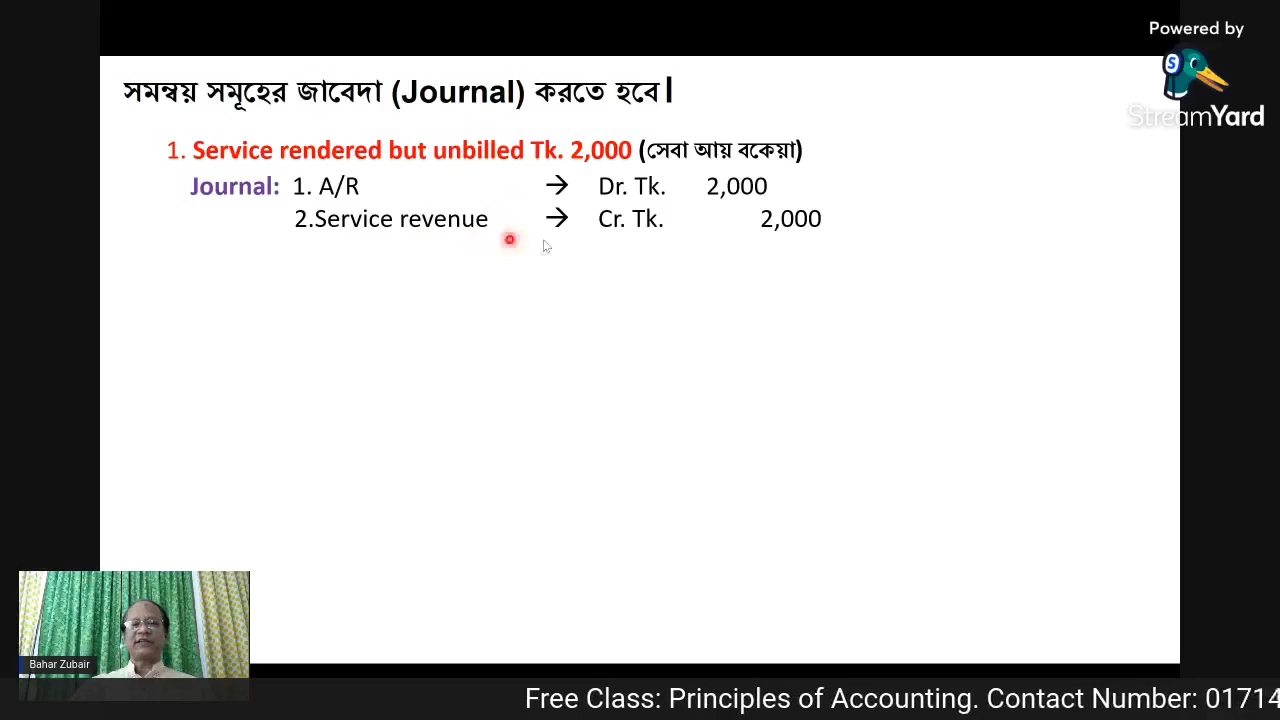 Powered by
StreamYard
সমন্বয় সমূহের জাবেদা (Journal) করতে হবে।
1. Service rendered but unbilled Tk. 2,000 (সেবা আয় বকেয়া)
Journal: 1. A/R → Dr. Tk. 2,000
2.Service revenue → Cr. Tk. 2,000
Bahar Zubair
Free Class: Principles of Accounting. Contact Number: 01714